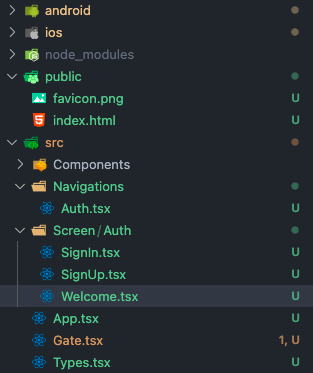 android
ios
node_modules
public
favicon.png U
index.html U
src
Components
Navigations
Auth.tsx U
Screen/Auth
SignIn.tsx U
SignUp.tsx U
Welcome.tsx U
App.tsx U
Gate.tsx 1, U
Types.tsx U